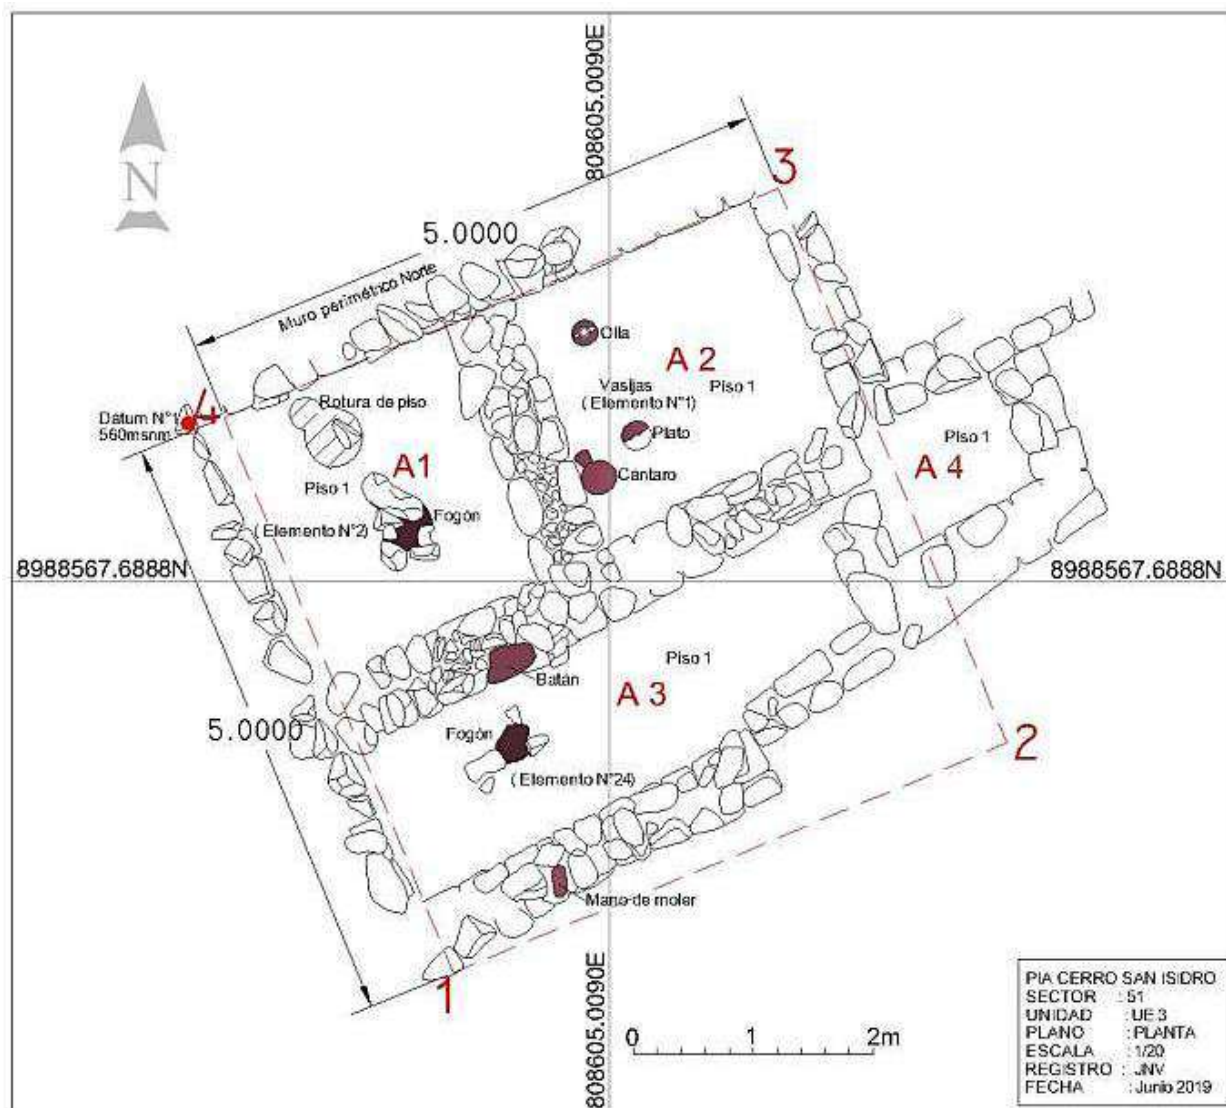 808605.0090E
N
3
5.0000
Muro perimétrico Norte
Olla
A 2
Vasijas
Piso 1
( Elemento N°1)
Dátum N°1
560msnm
4
Rotura de piso
Plato
Piso 1
A 4
A1
Cántaro
Piso 1
Fogón
( Elemento N°2)
8988567.6888N
8988567.6888N
Piso 1
Batán
A 3
5.0000
Fogón
2
( Elemento N°24)
Mano de moler
1
808605.0090E
0
2m
PIA CERRO SAN ISIDRO
SECTOR : 51
UNIDAD : UE 3
PLANO : PLANTA
ESCALA : 1/20
REGISTRO : JNV
FECHA : Junio 2019